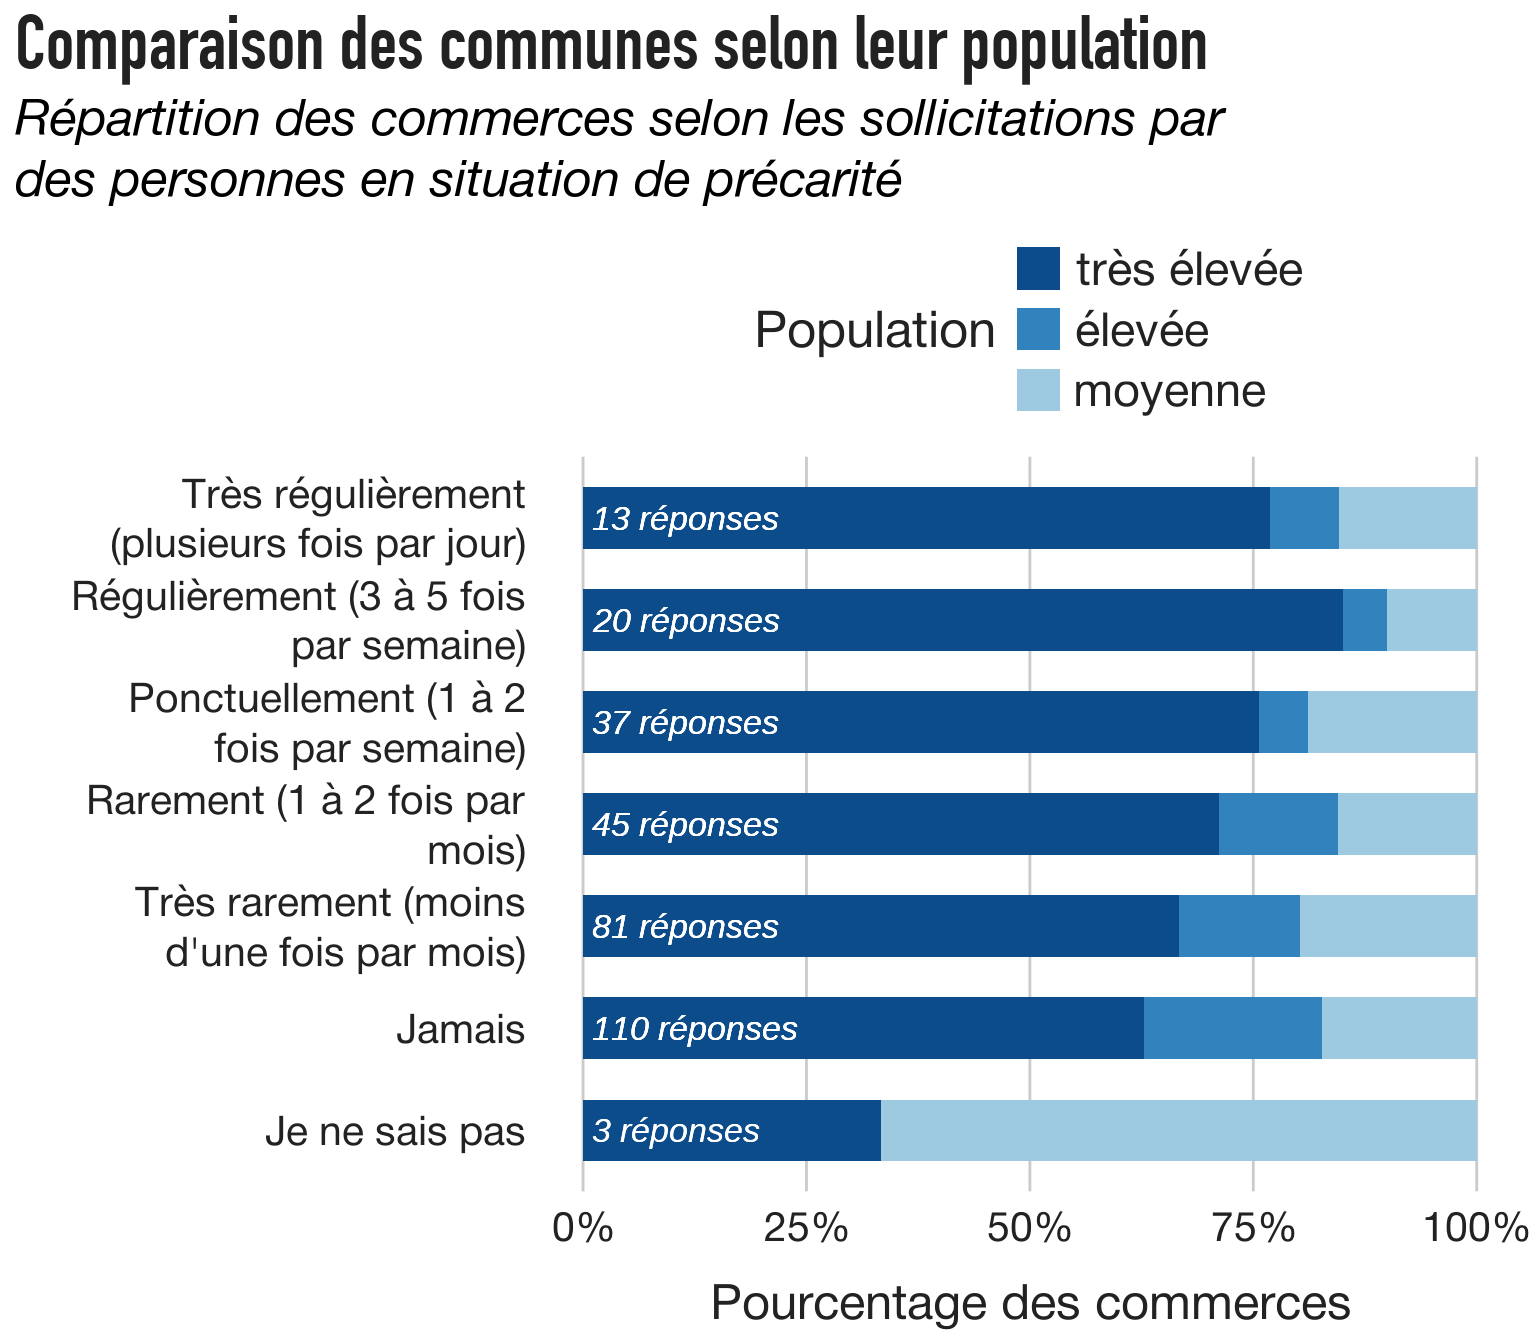 Comparaison des communes selon leur population
Répartition des commerces selon les sollicitations par
des personnes en situation de précarité
Population
très élevée
élevée
moyenne
Très régulièrement
(plusieurs fois par jour)
13 réponses
Régulièrement (3 à 5 fois
par semaine)
20 réponses
Ponctuellement (1 à 2
fois par semaine)
37 réponses
Rarement (1 à 2 fois par
mois)
45 réponses
Très rarement (moins
d'une fois par mois)
81 réponses
Jamais
110 réponses
Je ne sais pas
3 réponses
0%
25%
50%
75%
100%
Pourcentage des commerces